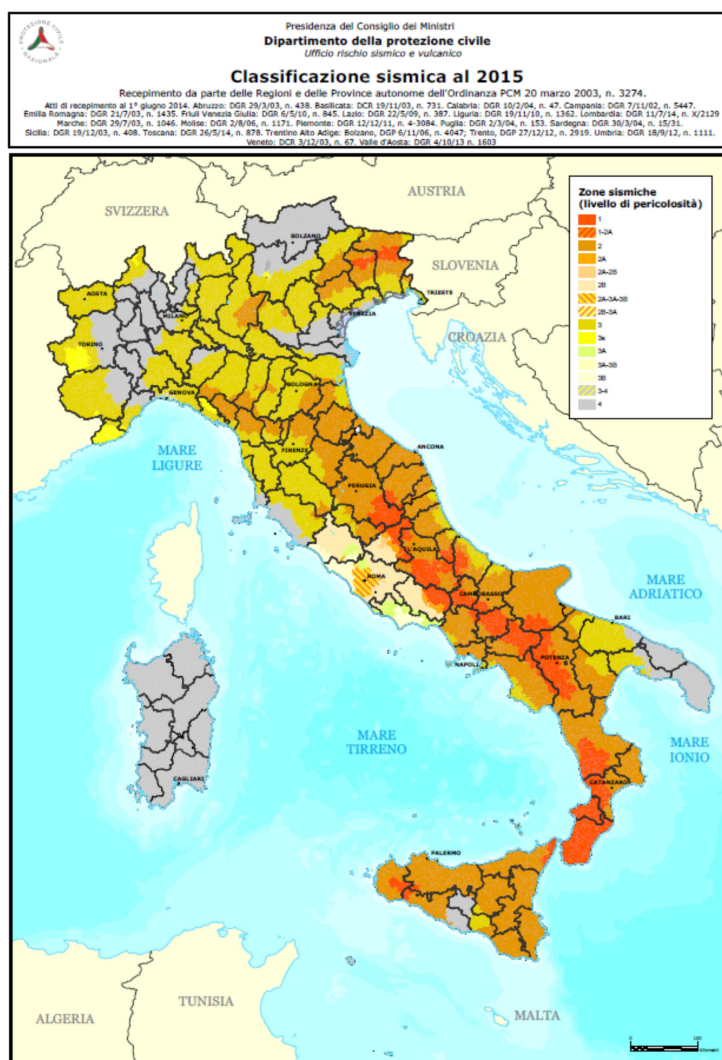 PROTEZIONE CIVILE NAZIONALE
Presidenza del Consiglio dei Ministri
Dipartimento della protezione civile
Ufficio rischio sismico e vulcanico
Classificazione sismica al 2015
Recepimento da parte delle Regioni e delle Province autonome dell'Ordinanza PCM 20 marzo 2003, n. 3274.
Atti di recepimento al 1° giugno 2014. Abruzzo: DGR 29/3/03, n. 438. Basilicata: DCR 19/11/03, n. 731. Calabria: DGR 10/2/04, n. 47. Campania: DGR 7/11/02, n. 5447.
Emilia Romagna: DGR 21/7/03, n. 1435. Friuli Venezia Giulia: DGR 6/5/10, n. 845. Lazio: DGR 22/5/09, n. 387. Liguria: DGR 19/11/10, n. 1362. Lombardia: DGR 11/7/14, n. X/2129
Marche: DGR 29/7/03, n. 1046. Molise: DGR 2/8/06, n. 1171. Piemonte: DGR 12/12/11, n. 4-3084. Puglia: DGR 2/3/04, n. 153. Sardegna: DGR 30/3/04, n. 15/31.
Sicilia: DGR 19/12/03, n. 408. Toscana: DGR 26/5/14, n. 878. Trentino Alto Adige: Bolzano, DGP 6/11/06, n. 4047; Trento, DGP 27/12/12, n. 2919. Umbria: DGR 18/9/12, n. 1111.
Veneto: DCR 3/12/03, n. 67. Valle d'Aosta: DGR 4/10/13 n. 1603
AUSTRIA
SVIZZERA
BOLZANO
SLOVENIA
TRIESTE
AOSTA
MILANO
VENEZIA
CROAZIA
TORINO
BOLOGNA
GENOVA
FIRENZE
ANCONA
MARE
LIGURE
PERUGIA
L'AQUILA
ROMA
CAMPOBASSO
MARE
ADRIATICO
BARI
NAPOLI
POTENZA
MARE
TIRRENO
MARE
IONIO
CAGLIARI
CATANZARO
PALERMO
ALGERIA
TUNISIA
MALTA
Zone sismiche
(livello di pericolosità)
1
1-2A
2
2A
2A-2B
2B
2A-3A-3B
2B-3A
3
3s
3A
3A-3B
3B
3-4
4
0